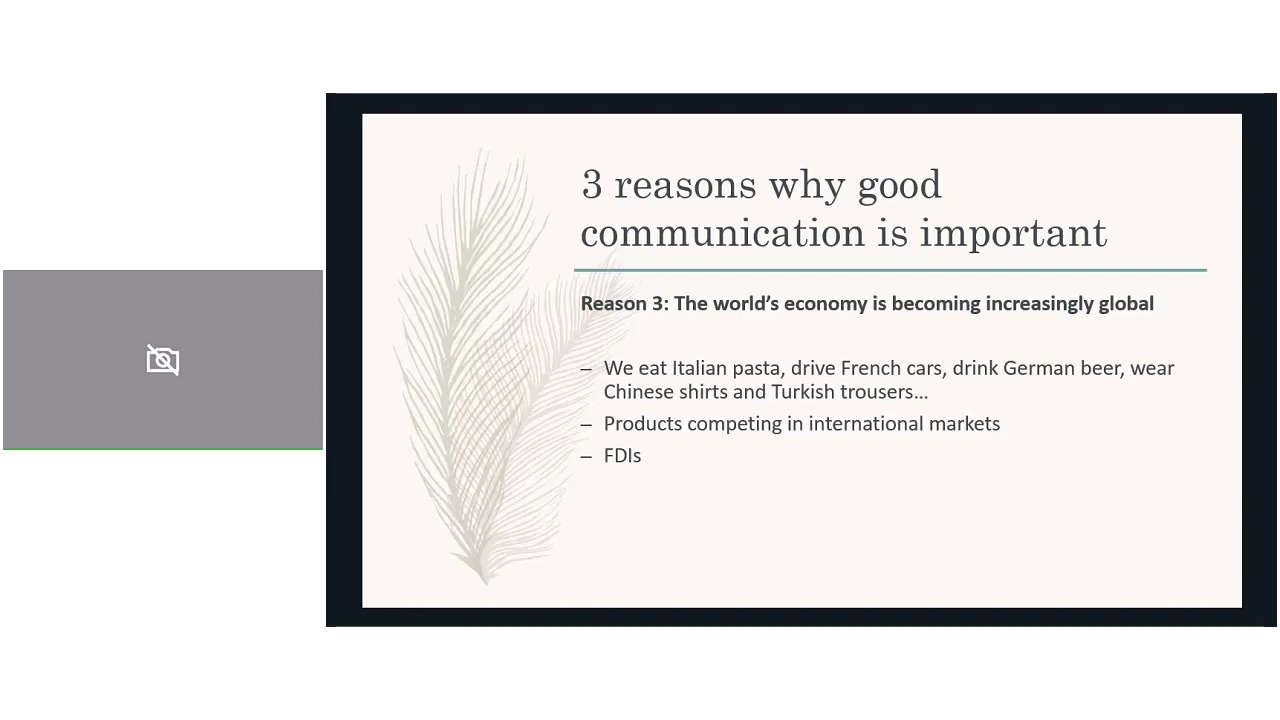 3 reasons why good
communication is important
Reason 3: The world’s economy is becoming increasingly global
– We eat Italian pasta, drive French cars, drink German beer, wear
Chinese shirts and Turkish trousers…
– Products competing in international markets
– FDIs